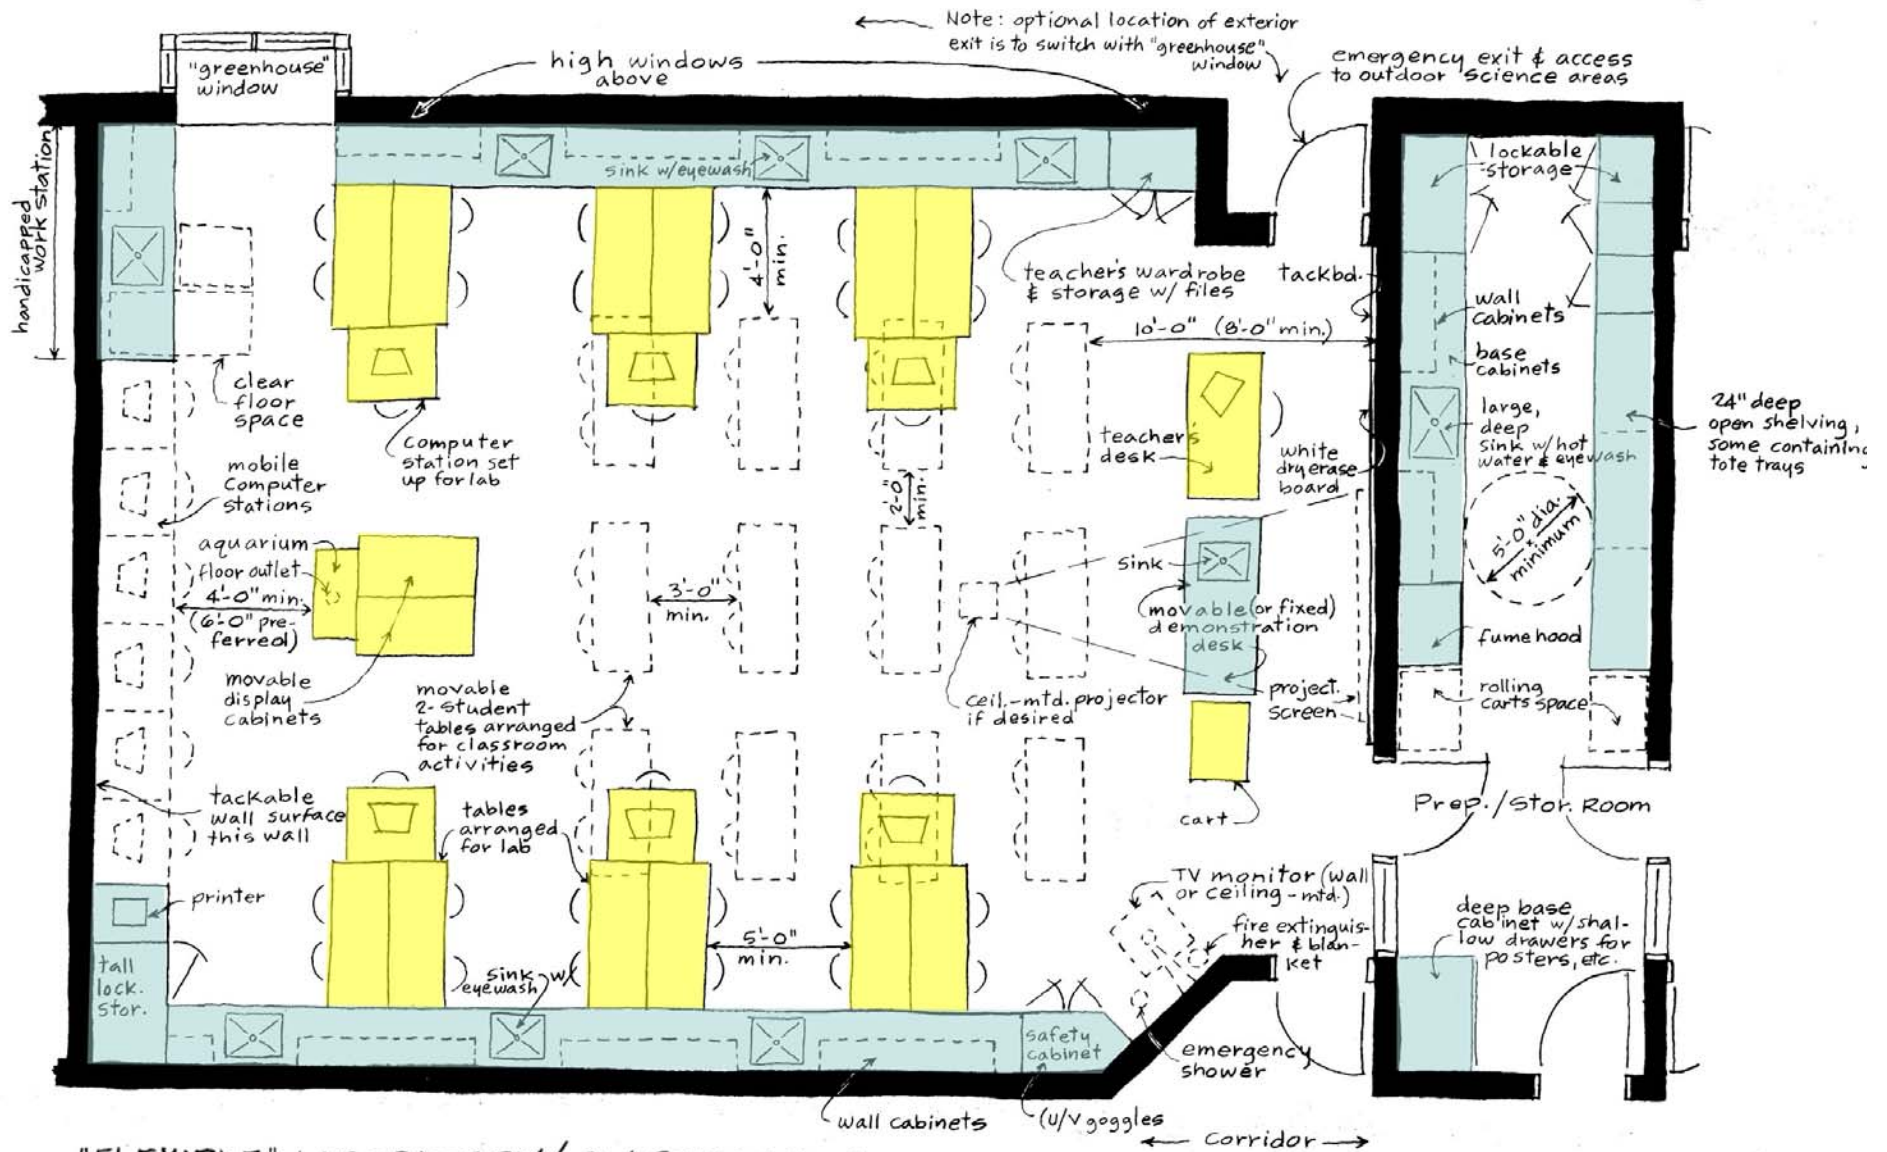 Note: optional location of exterior
exit is to switch with "greenhouse"
window
"greenhouse"
window
high windows
above
emergency exit & access
to outdoor science areas
handicapped
work station
sink w/eyewash
4'-0"
min.
teacher's wardrobe
& storage w/ files
tackbd.
lockable
storage
wall
cabinets
base
cabinets
10'-0" (8'-0" min.)
clear
floor
space
computer
station set
up for lab
mobile
computer
stations
teacher's
desk
white
dryerase
board
large,
deep
sink w/hot
water & eyewash
24" deep
open shelving,
some containing
tote trays
2'-0"
min.
5'-0" dia.
minimum
aquarium
floor outlet
4'-0" min.
(6'-0" pre-
ferred)
3'-0"
min.
sink
movable (or fixed)
demonstration
desk
fume hood
movable
display
cabinets
movable
2-student
tables arranged
for classroom
activities
ceil.-mtd. projector
if desired
project.
screen
rolling
carts space
tackable
wall surface
this wall
tables
arranged
for lab
cart
Prep./Stor. Room
printer
TV monitor (wall
or ceiling-mtd.)
fire extinguis-
her & blan-
ket
deep base
cabinet w/shal-
low drawers for
posters, etc.
5'-0"
min.
tall
lock.
stor.
sink w/
eyewash
safety
cabinet
emergency
shower
wall cabinets
(u/v goggles
corridor